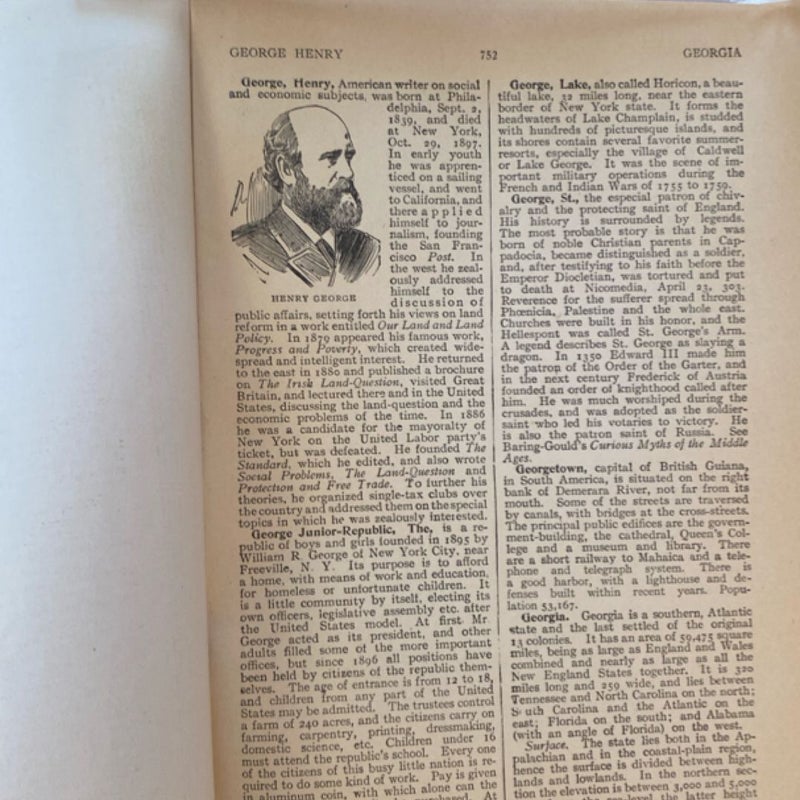 GEORGE HENRY
752
GEORGIA
George, Henry, American writer on social
and economic subjects, was born at Phila-
delphia, Sept. 2,
1839, and died
at New York,
Oct. 29, 1897.
In early youth
he was appren-
ticed on a sailing
vessel, and went
to California, and
there applied
himself to jour-
nalism, founding
the San Fran-
cisco Post. In
the west he zeal-
ously addressed
himself to the
discussion of
HENRY GEORGE
public affairs, setting forth his views on land
reform in a work entitled Our Land and Land
Policy. In 1879 appeared his famous work,
Progress and Poverty, which created wide-
spread and intelligent interest. He returned
to the east in 1880 and published a brochure
on The Irish Land-Question, visited Great
Britain, and lectured there and in the United
States, discussing the land-question and the
economic problems of the time. In 1886
he was a candidate for the mayoralty of
New York on the United Labor party's
ticket, but was defeated. He founded The
Standard, which he edited, and also wrote
Social Problems, The Land-Question and
Protection and Free Trade. To further his
theories, he organized single-tax clubs over
the country and addressed them on the special
topics in which he was zealously interested.
George Junior-Republic, The, is a re-
public of boys and girls founded in 1895 by
William R. George of New York City, near
Freeville, N. Y. Its purpose is to afford
a home, with means of work and education,
for homeless or unfortunate children. It
is a little community by itself, electing its
own officers, legislative assembly etc. after
the United States model. At first Mr.
George acted as its president, and other
adults filled some of the more important
offices, but since 1896 all positions have
been held by citizens of the republic them-
selves. The age of entrance is from 12 to 18,
and children from any part of the United
States may be admitted. The trustees control
a farm of 240 acres, and the citizens carry on
farming, carpentry, printing, dressmaking,
domestic science, etc. Children under 16
must attend the republic's school. Every one
of the citizens of this busy little nation is re-
quired to do some kind of work. Pay is given
in aluminum coin, with which alone can the
purchased. At
George, Lake, also called Horicon, a beau-
tiful lake, 32 miles long, near the eastern
border of New York state. It forms the
headwaters of Lake Champlain, is studded
with hundreds of picturesque islands, and
its shores contain several favorite summer-
resorts, especially the village of Caldwell
or Lake George. It was the scene of im-
portant military operations during the
French and Indian Wars of 1755 to 1759.
George, St., the especial patron of chiv-
alry and the protecting saint of England.
His history is surrounded by legends.
The most probable story is that he was
born of noble Christian parents in Cap-
padocia, became distinguished as a soldier,
and, after testifying to his faith before the
Emperor Diocletian, was tortured and put
to death at Nicomedia, April 23, 303.
Reverence for the sufferer spread through
Phœnicia, Palestine and the whole east.
Churches were built in his honor, and the
Hellespont was called St. George's Arm.
A legend describes St. George as slaying a
dragon. In 1350 Edward III made him
the patron of the Order of the Garter, and
in the next century Frederick of Austria
founded an order of knighthood called after
him. He was much worshiped during the
crusades, and was adopted as the soldier-
saint who led his votaries to victory. He
is also the patron saint of Russia. See
Baring-Gould's Curious Myths of the Middle
Ages.
Georgetown, capital of British Guiana,
in South America, is situated on the right
bank of Demerara River, not far from its
mouth. Some of the streets are traversed
by canals, with bridges at the cross-streets.
The principal public edifices are the govern-
ment-building, the cathedral, Queen's Col-
lege and a museum and library. There
are a short railway to Mahaica and a tele-
phone and telegraph system. There is
a good harbor, with a lighthouse and de-
fenses built within recent years. Popu-
lation 53,167.
Georgia. Georgia is a southern, Atlantic
state and the last settled of the original
13 colonies. It has an area of 59,475 square
miles, being as large as England and Wales
combined and nearly as large as all the
New England States together. It is 320
miles long and 259 wide, and lies between
Tennessee and North Carolina on the north;
South Carolina and the Atlantic on the
east; Florida on the south; and Alabama
(with an angle of Florida) on the west.
Surface. The state lies both in the Ap-
palachian and in the coastal-plain region,
hence the surface is divided between high-
lands and lowlands. In the northern sec-
tion the elevation is between 3,000 and 5,000
the latter height